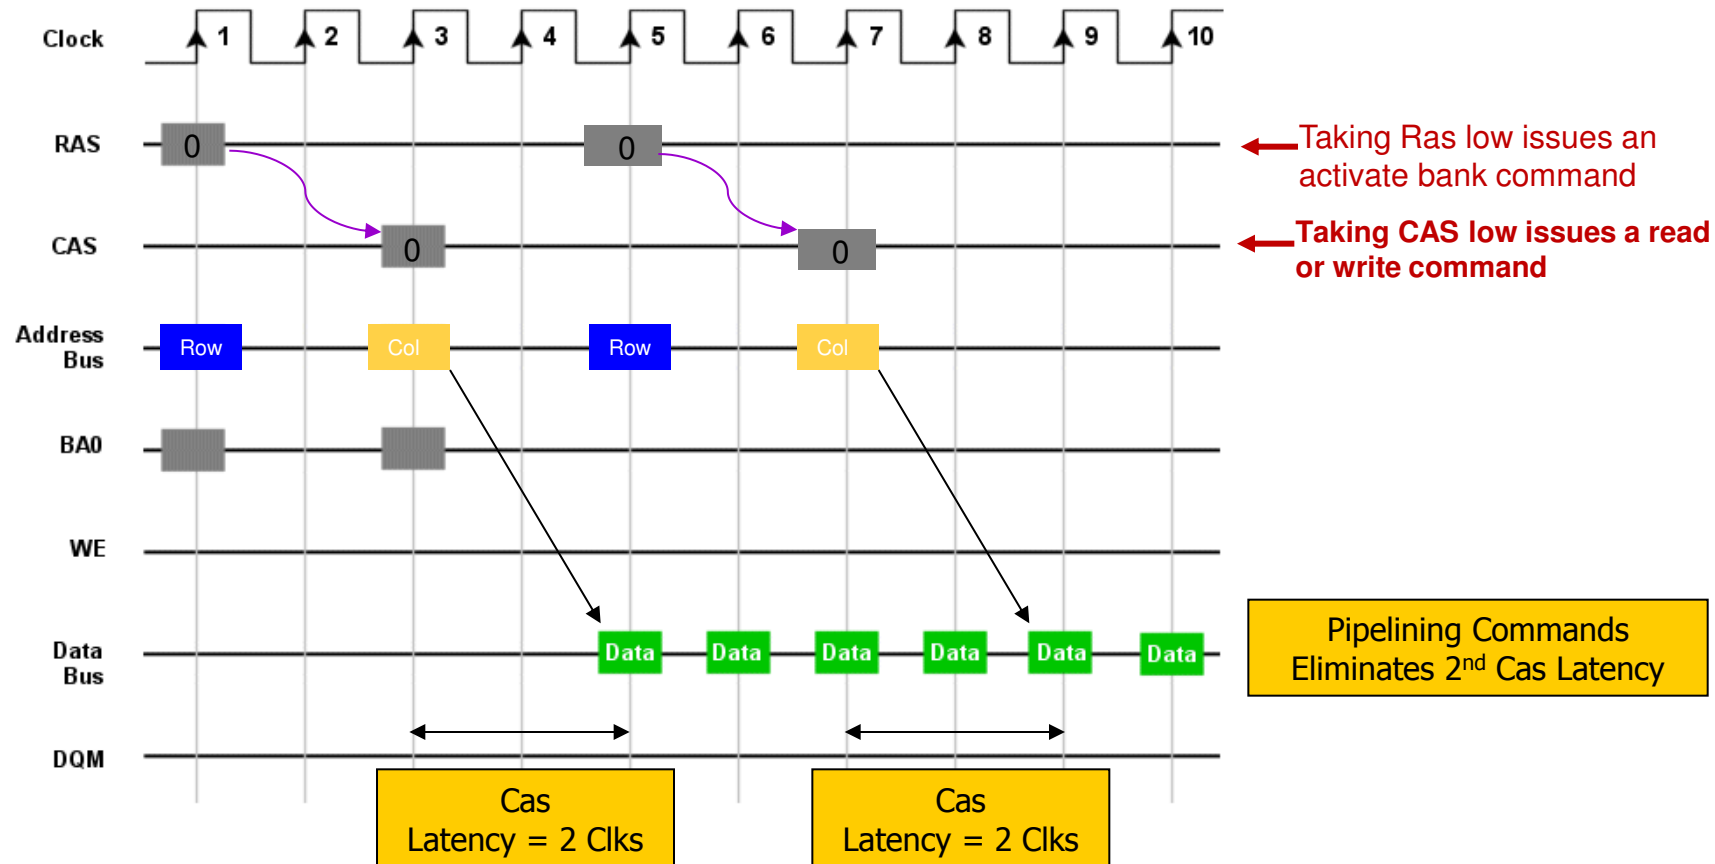 Clock 1 2 3 4 5 6 7 8 9 10
RAS 0 0
Taking Ras low issues an
activate bank command
CAS 0 0
Taking CAS low issues a read
or write command
Address
Bus
Row Col Row Col
BA0
WE
Data
Bus
Data Data Data Data Data Data
Pipelining Commands
Eliminates 2nd Cas Latency
DQM
Cas
Latency = 2 Clks
Cas
Latency = 2 Clks